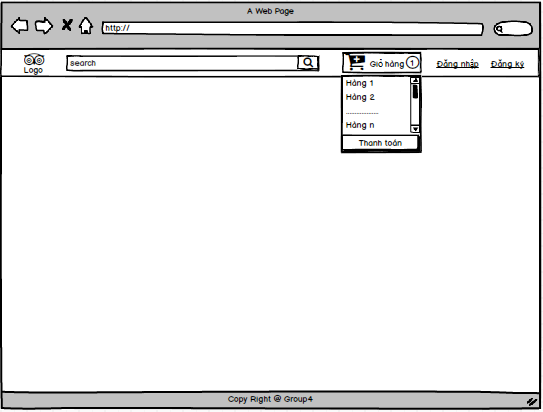 A Web Page
http://
Logo
search
Giỏ hàng 1
Đăng nhập
Đăng ký
Hàng 1
Hàng 2
................
Hàng n
Thanh toán
Copy Right @ Group4